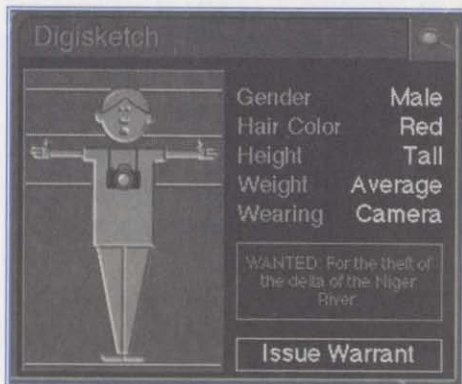 Digisketch
Gender Male
Hair Color Red
Height Tall
Weight Average
Wearing Camera
WANTED: For the theft of
the delta of the Niger
River
Issue Warrant